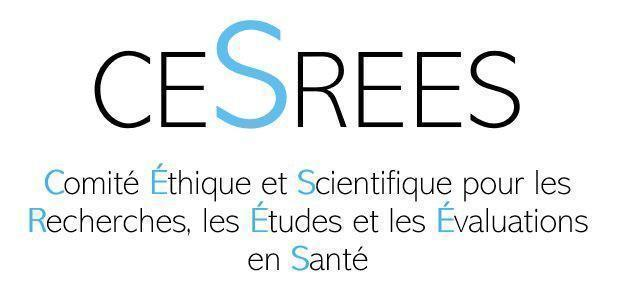 CESREES
Comité Éthique et Scientifique pour les
Recherches, les Études et les Évaluations
en Santé